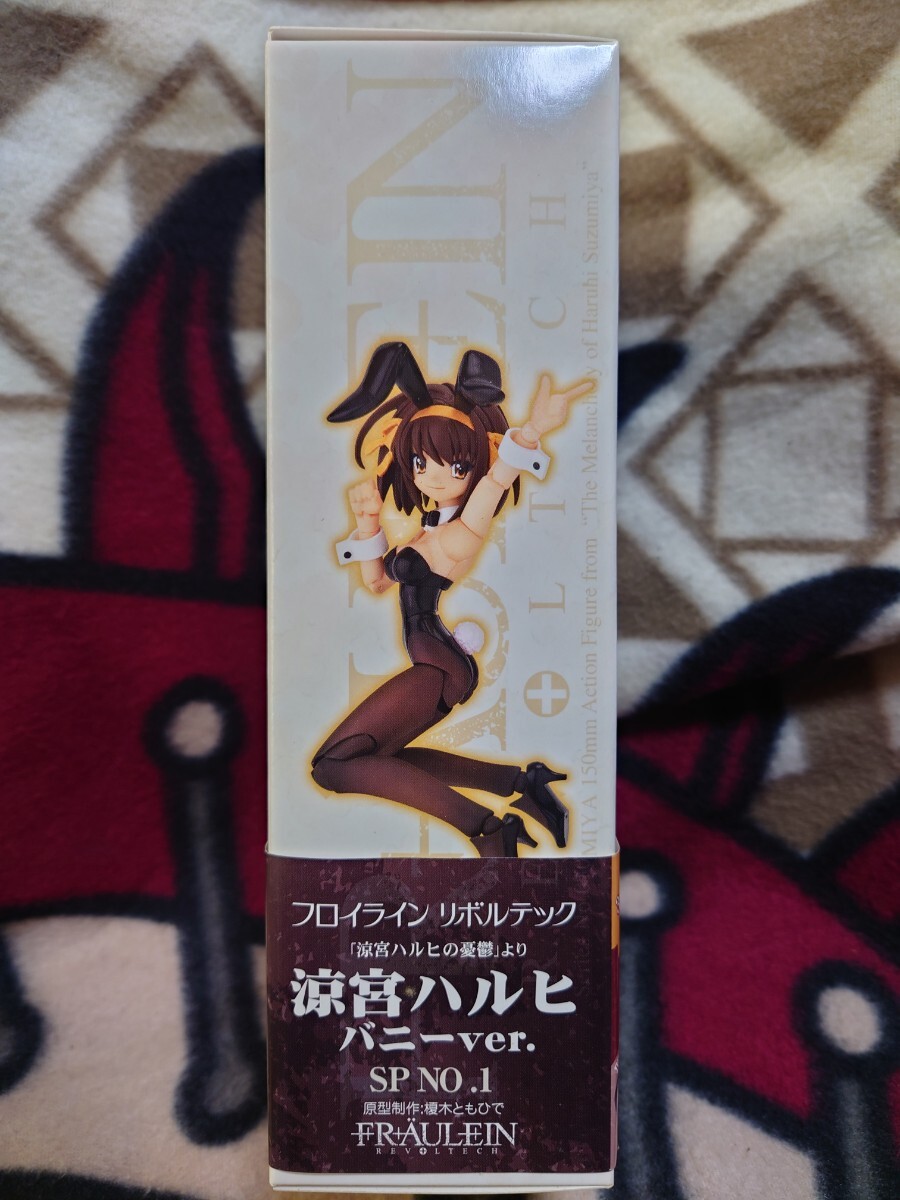 FRÄULEIN
REVOLTECH
MIYA 150mm Action Figure from "The Melancholy of Haruhi Suzumiya"
フロイライン リボルテック
「涼宮ハルヒの憂鬱」より
涼宮ハルヒ
バニーver.
SP NO.1
原型制作:榎木ともひで
FRÄULEIN
REVOLTECH